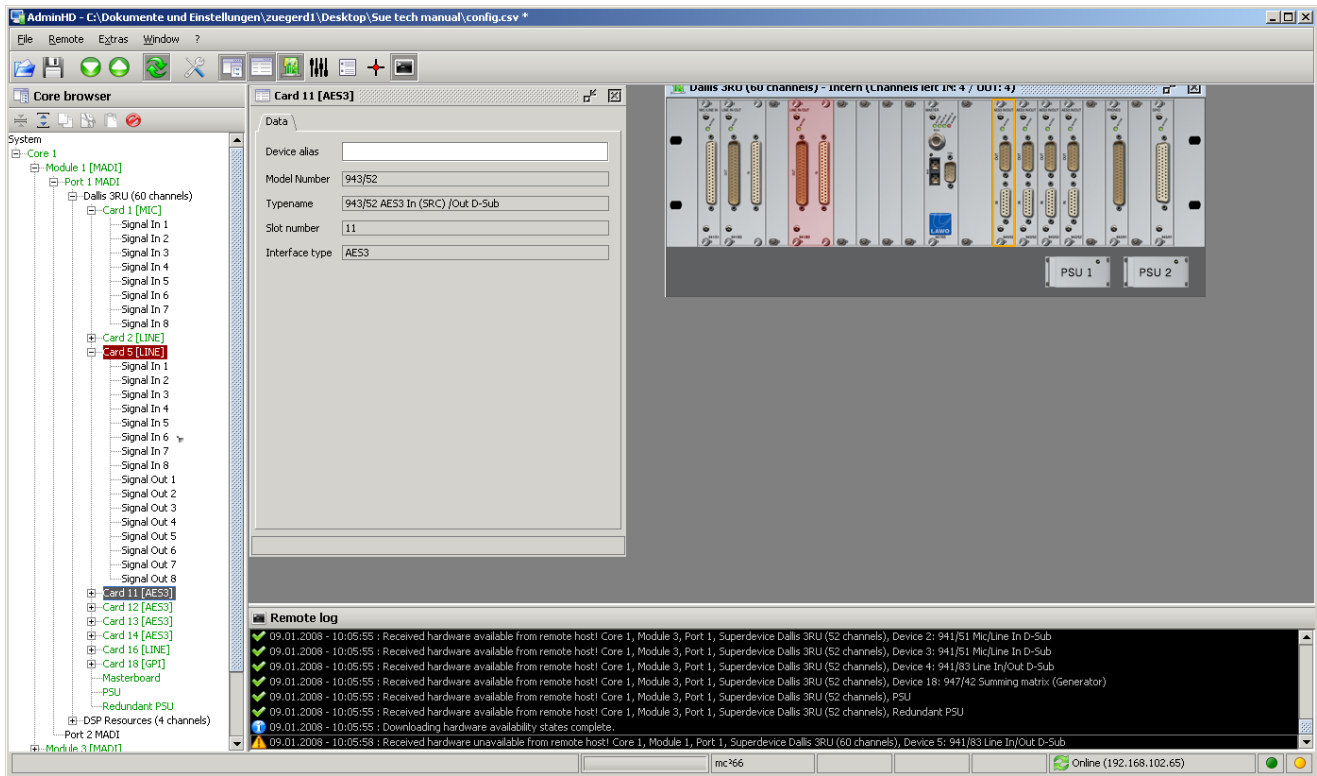 AdminHD - C:\Dokumente und Einstellungen\zuegerd1\Desktop\Sue tech manual\config.csv *
File Remote Extras Window ?
Core browser
System
Core 1
Module 1 [MADI]
Port 1 MADI
Dallis 3RU (60 channels)
Card 1 [MIC]
Signal In 1
Signal In 2
Signal In 3
Signal In 4
Signal In 5
Signal In 6
Signal In 7
Signal In 8
Card 2 [LINE]
Card 5 [LINE]
Signal In 1
Signal In 2
Signal In 3
Signal In 4
Signal In 5
Signal In 6
Signal In 7
Signal In 8
Signal Out 1
Signal Out 2
Signal Out 3
Signal Out 4
Signal Out 5
Signal Out 6
Signal Out 7
Signal Out 8
Card 11 [AES3]
Card 12 [AES3]
Card 13 [AES3]
Card 14 [AES3]
Card 16 [LINE]
Card 18 [GPI]
Masterboard
PSU
Redundant PSU
DSP Resources (4 channels)
Port 2 MADI
Module 3 [MADI]
Card 11 [AES3]
Data
Device alias
Model Number 943/52
Typename 943/52 AES3 In (SRC) /Out D-Sub
Slot number 11
Interface type AES3
Dallis 3RU (60 channels) - Intern (Channels left IN: 4 / OUT: 4)
LAWO
PSU 1 PSU 2
Remote log
09.01.2008 - 10:05:55 : Received hardware available from remote host! Core 1, Module 3, Port 1, Superdevice Dallis 3RU (52 channels), Device 2: 941/51 Mic/Line In D-Sub
09.01.2008 - 10:05:55 : Received hardware available from remote host! Core 1, Module 3, Port 1, Superdevice Dallis 3RU (52 channels), Device 3: 941/51 Mic/Line In D-Sub
09.01.2008 - 10:05:55 : Received hardware available from remote host! Core 1, Module 3, Port 1, Superdevice Dallis 3RU (52 channels), Device 4: 941/83 Line In/Out D-Sub
09.01.2008 - 10:05:55 : Received hardware available from remote host! Core 1, Module 3, Port 1, Superdevice Dallis 3RU (52 channels), Device 18: 947/42 Summing matrix (Generator)
09.01.2008 - 10:05:55 : Received hardware available from remote host! Core 1, Module 3, Port 1, Superdevice Dallis 3RU (52 channels), PSU
09.01.2008 - 10:05:55 : Received hardware available from remote host! Core 1, Module 3, Port 1, Superdevice Dallis 3RU (52 channels), Redundant PSU
09.01.2008 - 10:05:55 : Downloading hardware availability states complete.
09.01.2008 - 10:05:58 : Received hardware unavailable from remote host! Core 1, Module 1, Port 1, Superdevice Dallis 3RU (60 channels), Device 5: 941/83 Line In/Out D-Sub
mc²66
Online (192.168.102.65)